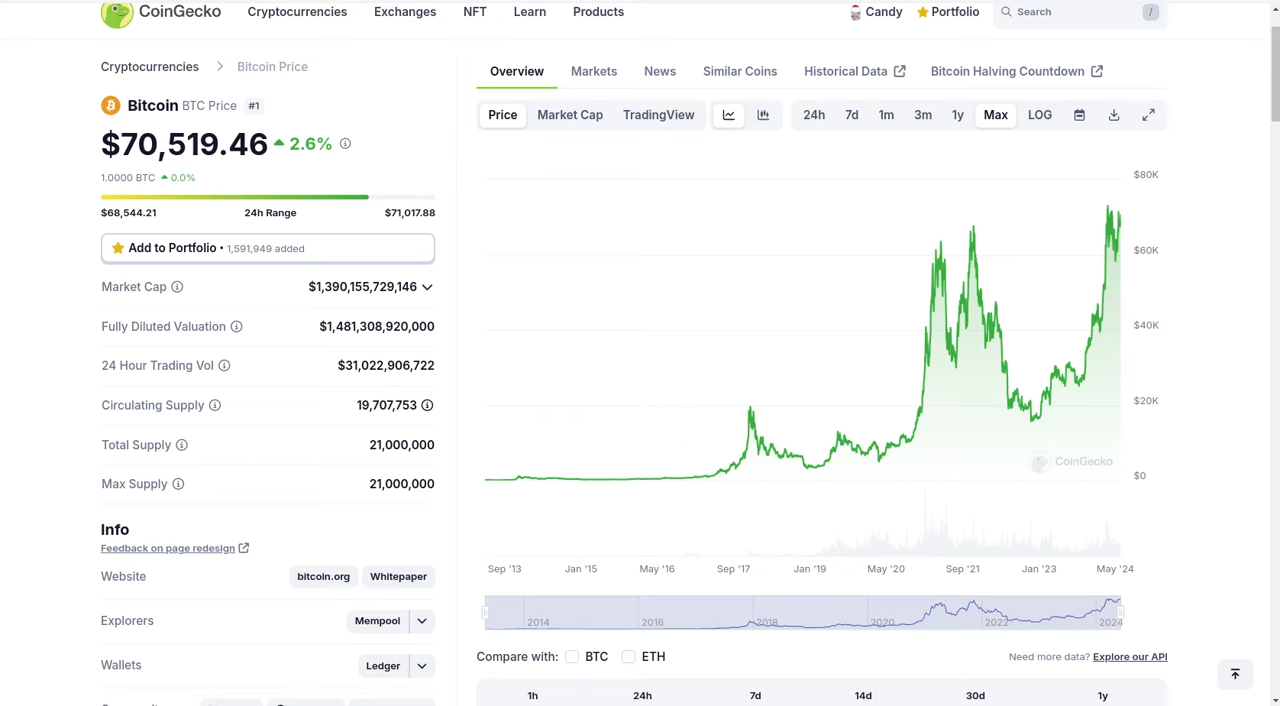 CoinGecko
Cryptocurrencies Exchanges NFT Learn Products
Candy Portfolio Search /
Cryptocurrencies Bitcoin Price
Bitcoin BTC Price #1
$70,519.46 2.6%
1.0000 BTC 0.0%
$68,544.21 24h Range $71,017.88
Add to Portfolio • 1,591,949 added
Market Cap $1,390,155,729,146
Fully Diluted Valuation $1,481,308,920,000
24 Hour Trading Vol $31,022,906,722
Circulating Supply 19,707,753
Total Supply 21,000,000
Max Supply 21,000,000
Info
Feedback on page redesign
Website bitcoin.org Whitepaper
Explorers Mempool
Wallets Ledger
Overview Markets News Similar Coins Historical Data Bitcoin Halving Countdown
Price Market Cap TradingView 24h 7d 1m 3m 1y Max LOG
$80K
$60K
$40K
$20K
$0
CoinGecko
Sep '13 Jan '15 May '16 Sep '17 Jan '19 May '20 Sep '21 Jan '23 May '24
2014 2016 2018 2020 2022 2024
Compare with: BTC ETH
Need more data? Explore our API
1h 24h 7d 14d 30d 1y